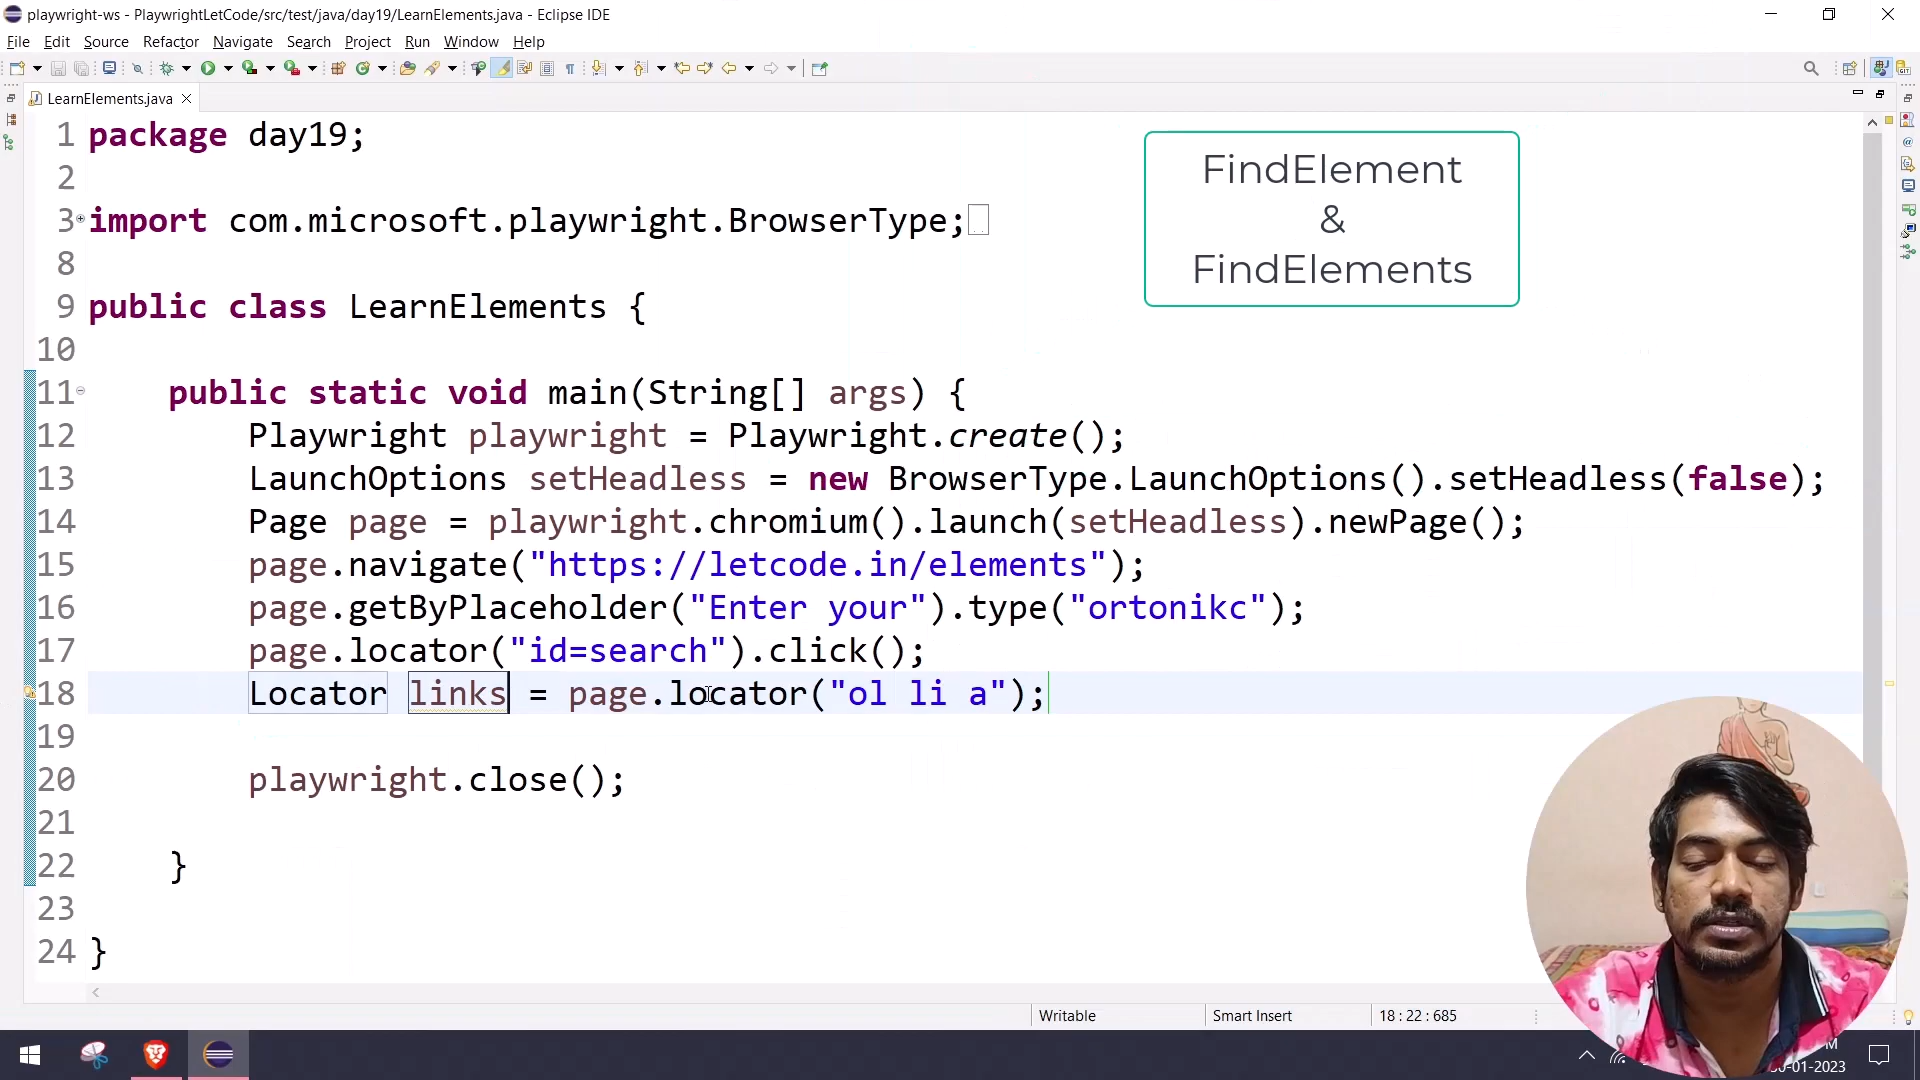 playwright-ws - PlaywrightLetCode/src/test/java/day19/LearnElements.java - Eclipse IDE
File Edit Source Refactor Navigate Search Project Run Window Help
LearnElements.java
1 package day19;
2
3 import com.microsoft.playwright.BrowserType;
8
9 public class LearnElements {
10
11 public static void main(String[] args) {
12 Playwright playwright = Playwright.create();
13 LaunchOptions setHeadless = new BrowserType.LaunchOptions().setHeadless(false);
14 Page page = playwright.chromium().launch(setHeadless).newPage();
15 page.navigate("https://letcode.in/elements");
16 page.getByPlaceholder("Enter your").type("ortonikc");
17 page.locator("id=search").click();
18 Locator links = page.locator("ol li a");
19
20 playwright.close();
21
22 }
23
24 }
FindElement
&
FindElements
Writable Smart Insert 18 : 22 : 685